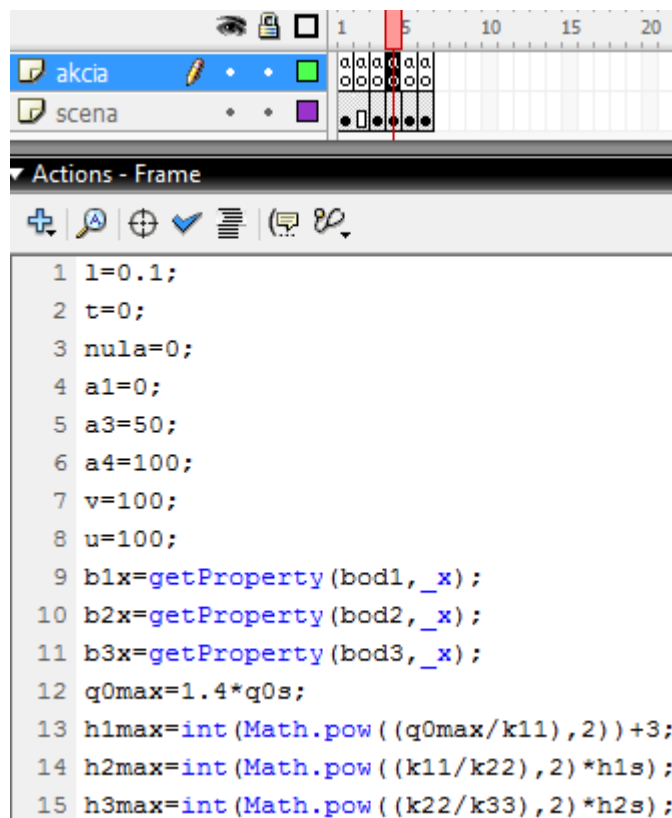 1 5 10 15 20
akcia
a a a a a a
scena
Actions - Frame
1 l=0.1;
2 t=0;
3 nula=0;
4 a1=0;
5 a3=50;
6 a4=100;
7 v=100;
8 u=100;
9 b1x=getProperty(bod1,_x);
10 b2x=getProperty(bod2,_x);
11 b3x=getProperty(bod3,_x);
12 q0max=1.4*q0s;
13 h1max=int(Math.pow((q0max/k11),2))+3;
14 h2max=int(Math.pow((k11/k22),2)*h1s);
15 h3max=int(Math.pow((k22/k33),2)*h2s);